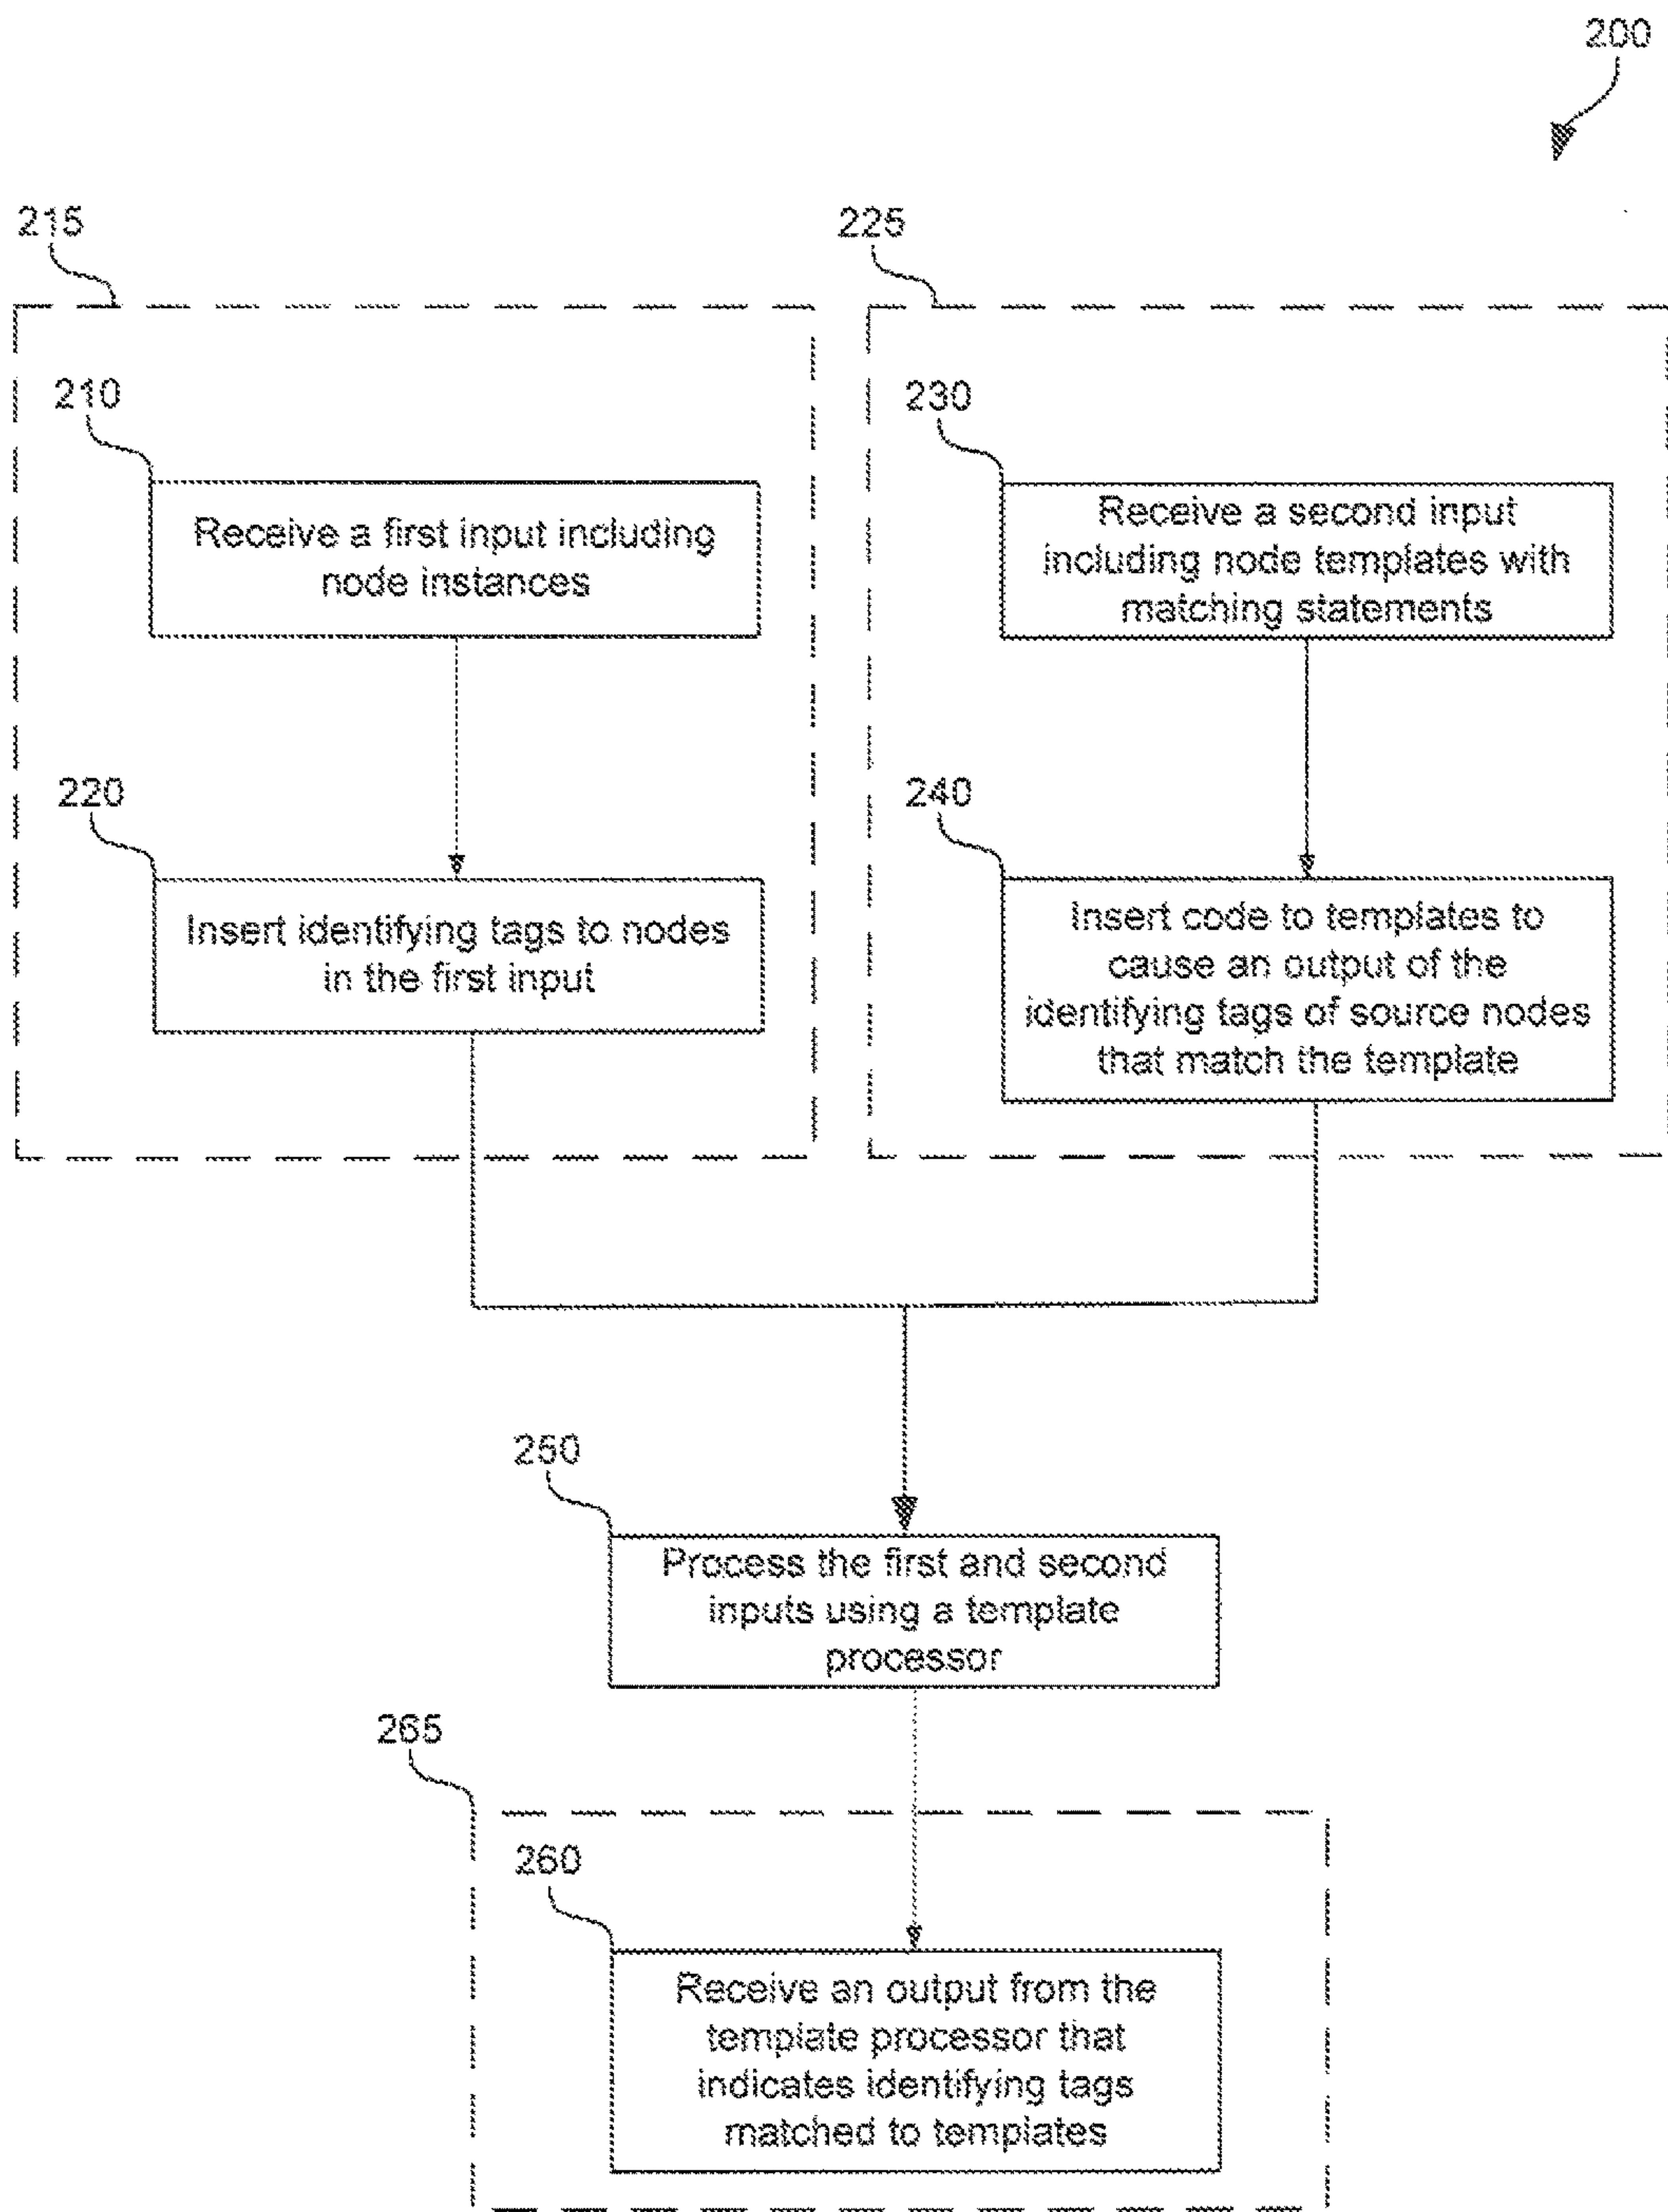 200
215
225
210
230
Receive a first input including
node instances
Receive a second input
including node templates with
matching statements
220
240
Insert identifying tags to nodes
in the first input
Insert code to templates to
cause an output of the
identifying tags of source nodes
that match the template
250
Process the first and second
inputs using a template
processor
265
260
Receive an output from the
template processor that
indicates identifying tags
matched to templates